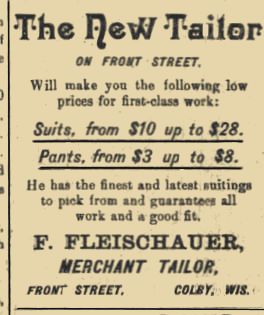 The New Tailor
ON FRONT STREET.
Will make you the following low
prices for first-class work:
Suits, from $10 up to $28.
Pants, from $3 up to $8.
He has the finest and latest suitings
to pick from and guarantees all
work and a good fit.
F. FLEISCHAUER,
MERCHANT TAILOR,
FRONT STREET, COLBY, WIS.